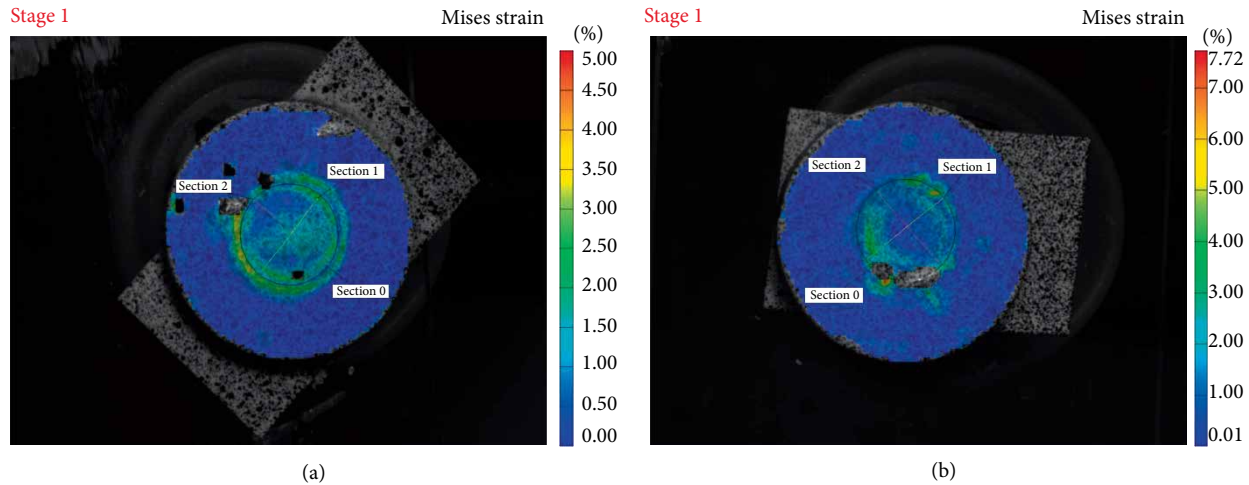 Stage 1
Mises strain
(%)
5.00
4.50
4.00
3.50
3.00
2.50
2.00
1.50
1.00
0.50
0.00
Section 1
Section 2
Section 0
(a)
Stage 1
Mises strain
(%)
7.72
7.00
6.00
5.00
4.00
3.00
2.00
1.00
0.01
Section 2
Section 1
Section 0
(b)